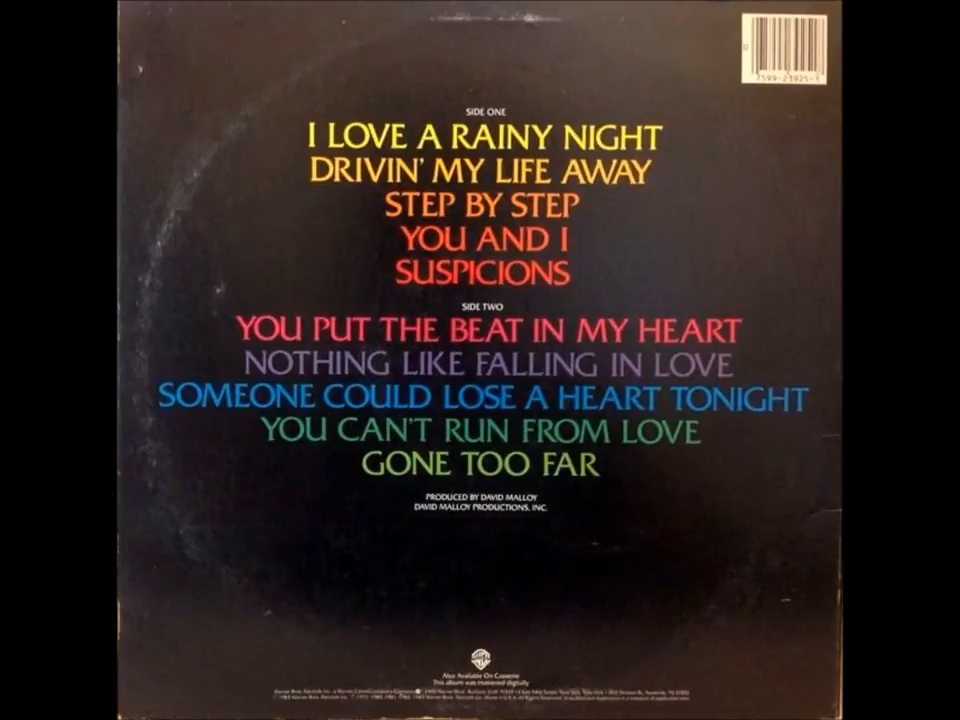 7599-23925-1
SIDE ONE
I LOVE A RAINY NIGHT
DRIVIN' MY LIFE AWAY
STEP BY STEP
YOU AND I
SUSPICIONS
SIDE TWO
YOU PUT THE BEAT IN MY HEART
NOTHING LIKE FALLING IN LOVE
SOMEONE COULD LOSE A HEART TONIGHT
YOU CAN'T RUN FROM LOVE
GONE TOO FAR
PRODUCED BY DAVID MALLOY
DAVID MALLOY PRODUCTIONS, INC.
Also Available On Cassette
This album was mastered digitally